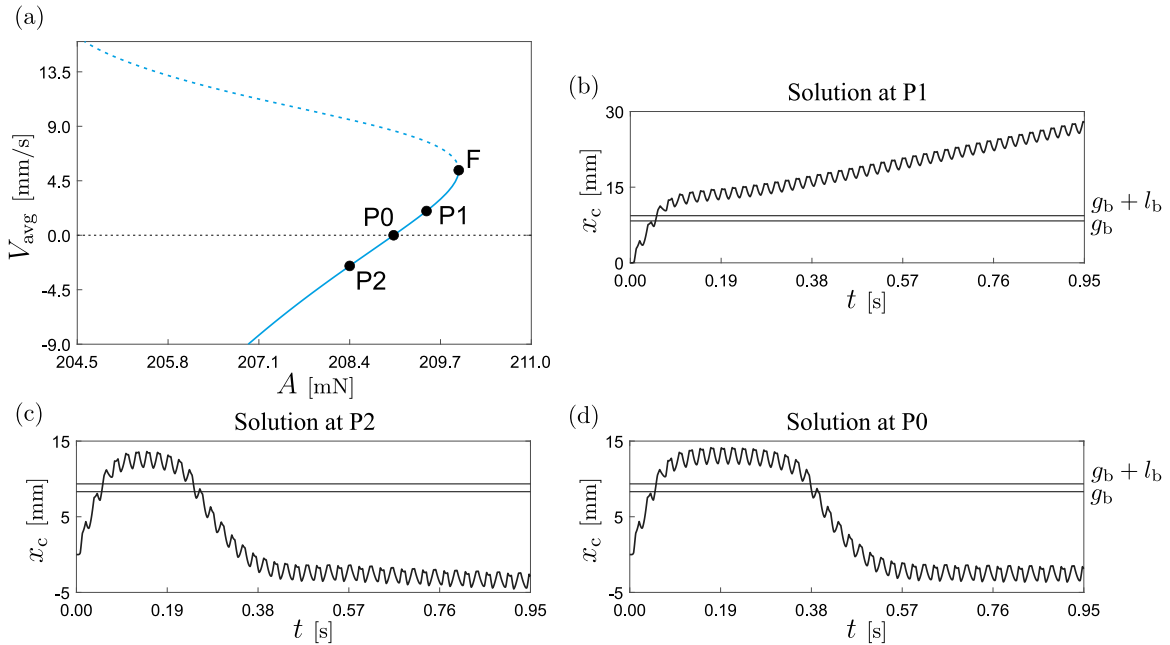 (a)
13.5
9.0
4.5
0.0
-4.5
-9.0
V_avg [mm/s]
F
P0
P1
P2
204.5 205.8 207.1 208.4 209.7 211.0
A [mN]
(b)
Solution at P1
30
15
0
x_c [mm]
g_b + l_b
g_b
0.00 0.19 0.38 0.57 0.76 0.95
t [s]
(c)
Solution at P2
15
5
-5
x_c [mm]
0.00 0.19 0.38 0.57 0.76 0.95
t [s]
(d)
Solution at P0
15
5
-5
x_c [mm]
g_b + l_b
g_b
0.00 0.19 0.38 0.57 0.76 0.95
t [s]